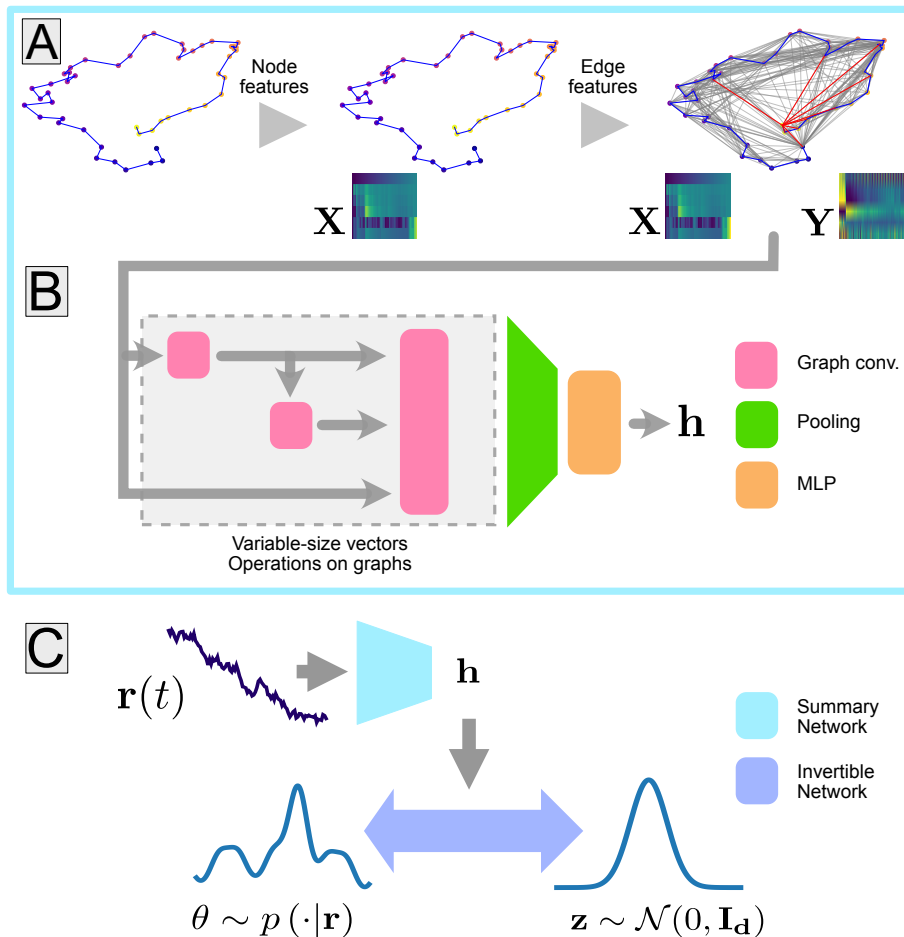 A
Node
features
Edge
features
X
X
Y
B
Graph conv.
Pooling
MLP
h
Variable-size vectors
Operations on graphs
C
r(t)
h
Summary
Network
Invertible
Network
θ ∼ p (·|r)
z ∼ 𝒩(0, I_d)